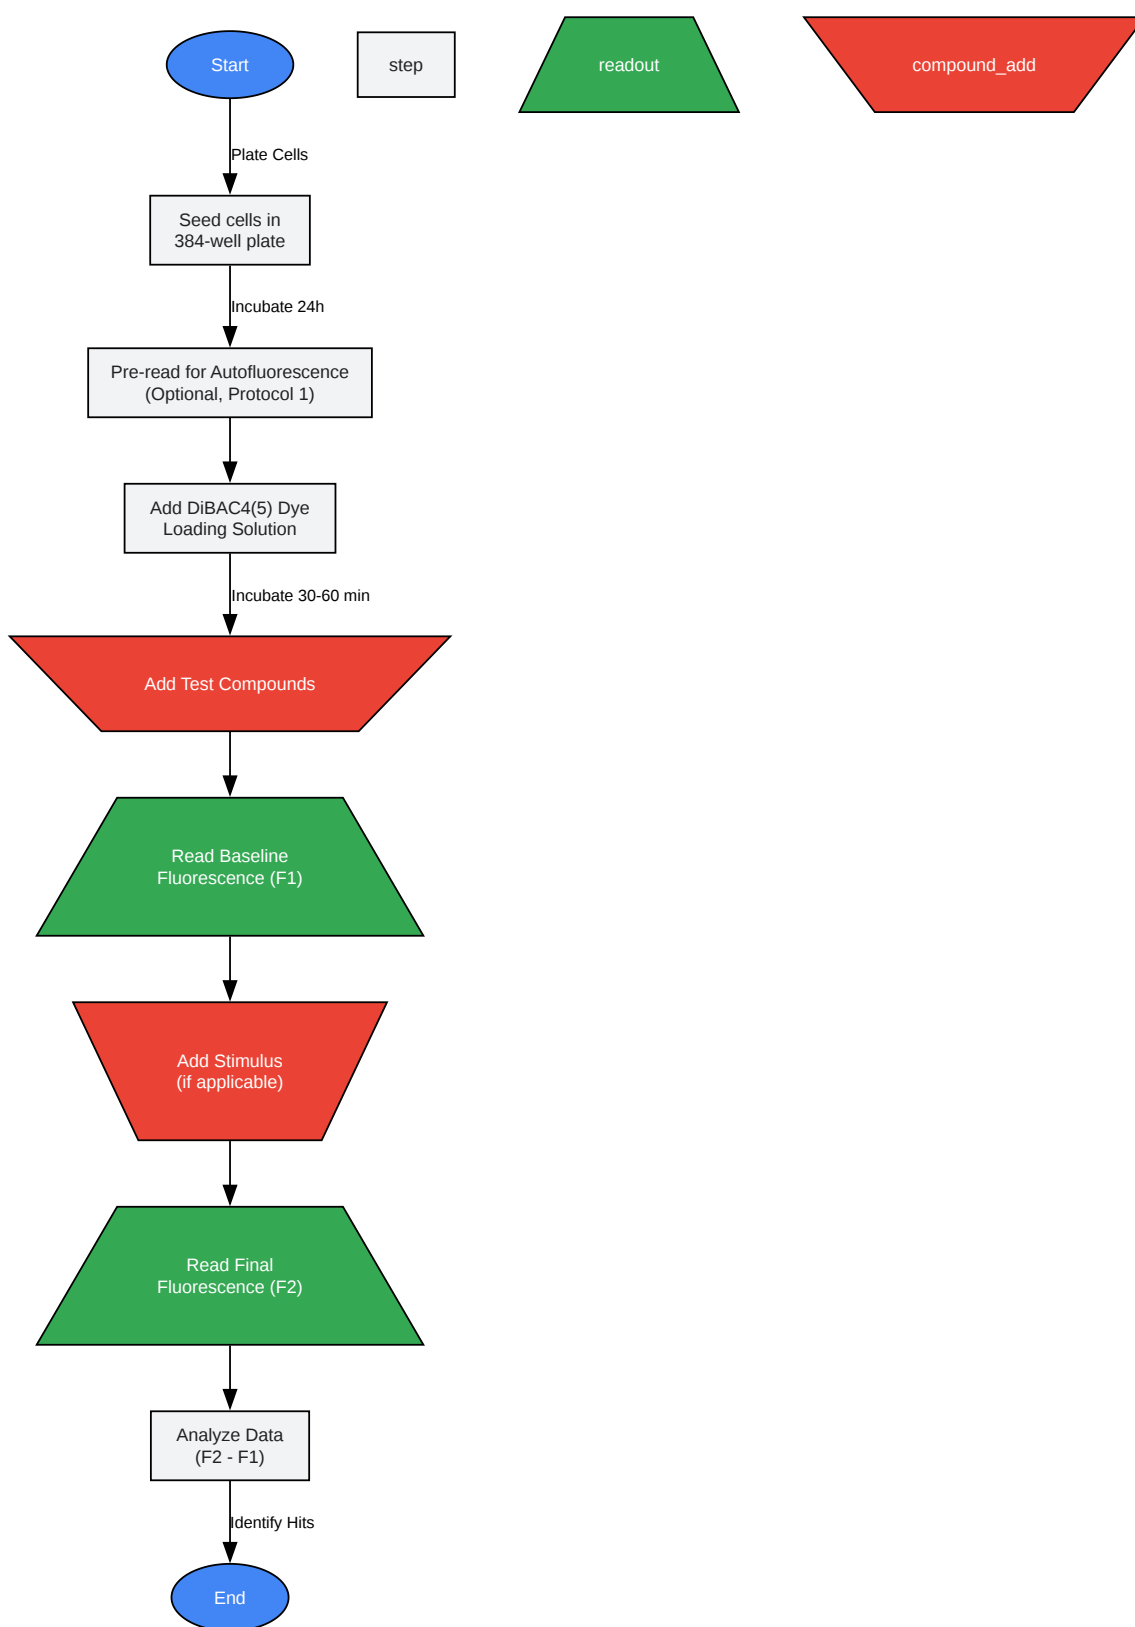 Start
step
readout
compound_add
Plate Cells
Seed cells in
384-well plate
Incubate 24h
Pre-read for Autofluorescence
(Optional, Protocol 1)
Add DiBAC4(5) Dye
Loading Solution
Incubate 30-60 min
Add Test Compounds
Read Baseline
Fluorescence (F1)
Add Stimulus
(if applicable)
Read Final
Fluorescence (F2)
Analyze Data
(F2 - F1)
Identify Hits
End